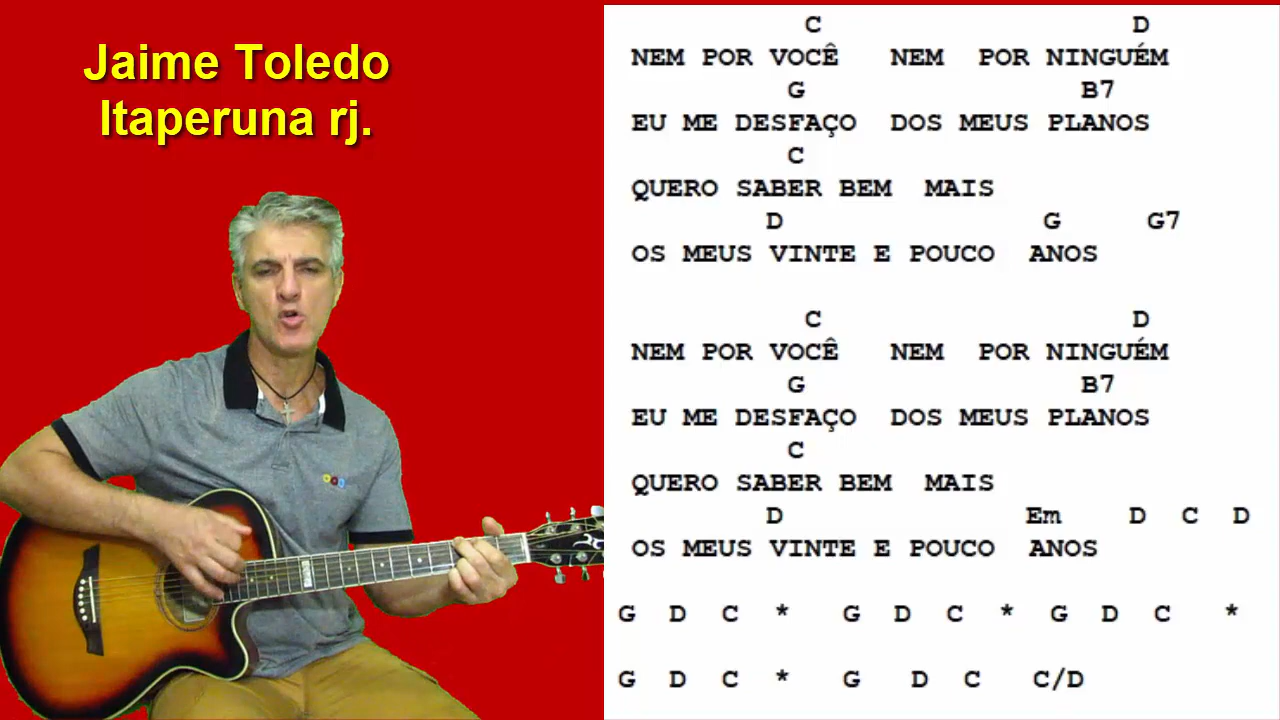 Jaime Toledo
Itaperuna rj.
C D
NEM POR VOCÊ NEM POR NINGUÉM
G B7
EU ME DESFAÇO DOS MEUS PLANOS
C
QUERO SABER BEM MAIS
D G G7
OS MEUS VINTE E POUCO ANOS
C D
NEM POR VOCÊ NEM POR NINGUÉM
G B7
EU ME DESFAÇO DOS MEUS PLANOS
C
QUERO SABER BEM MAIS
D Em D C D
OS MEUS VINTE E POUCO ANOS
G D C * G D C * G D C *
G D C * G D C C/D